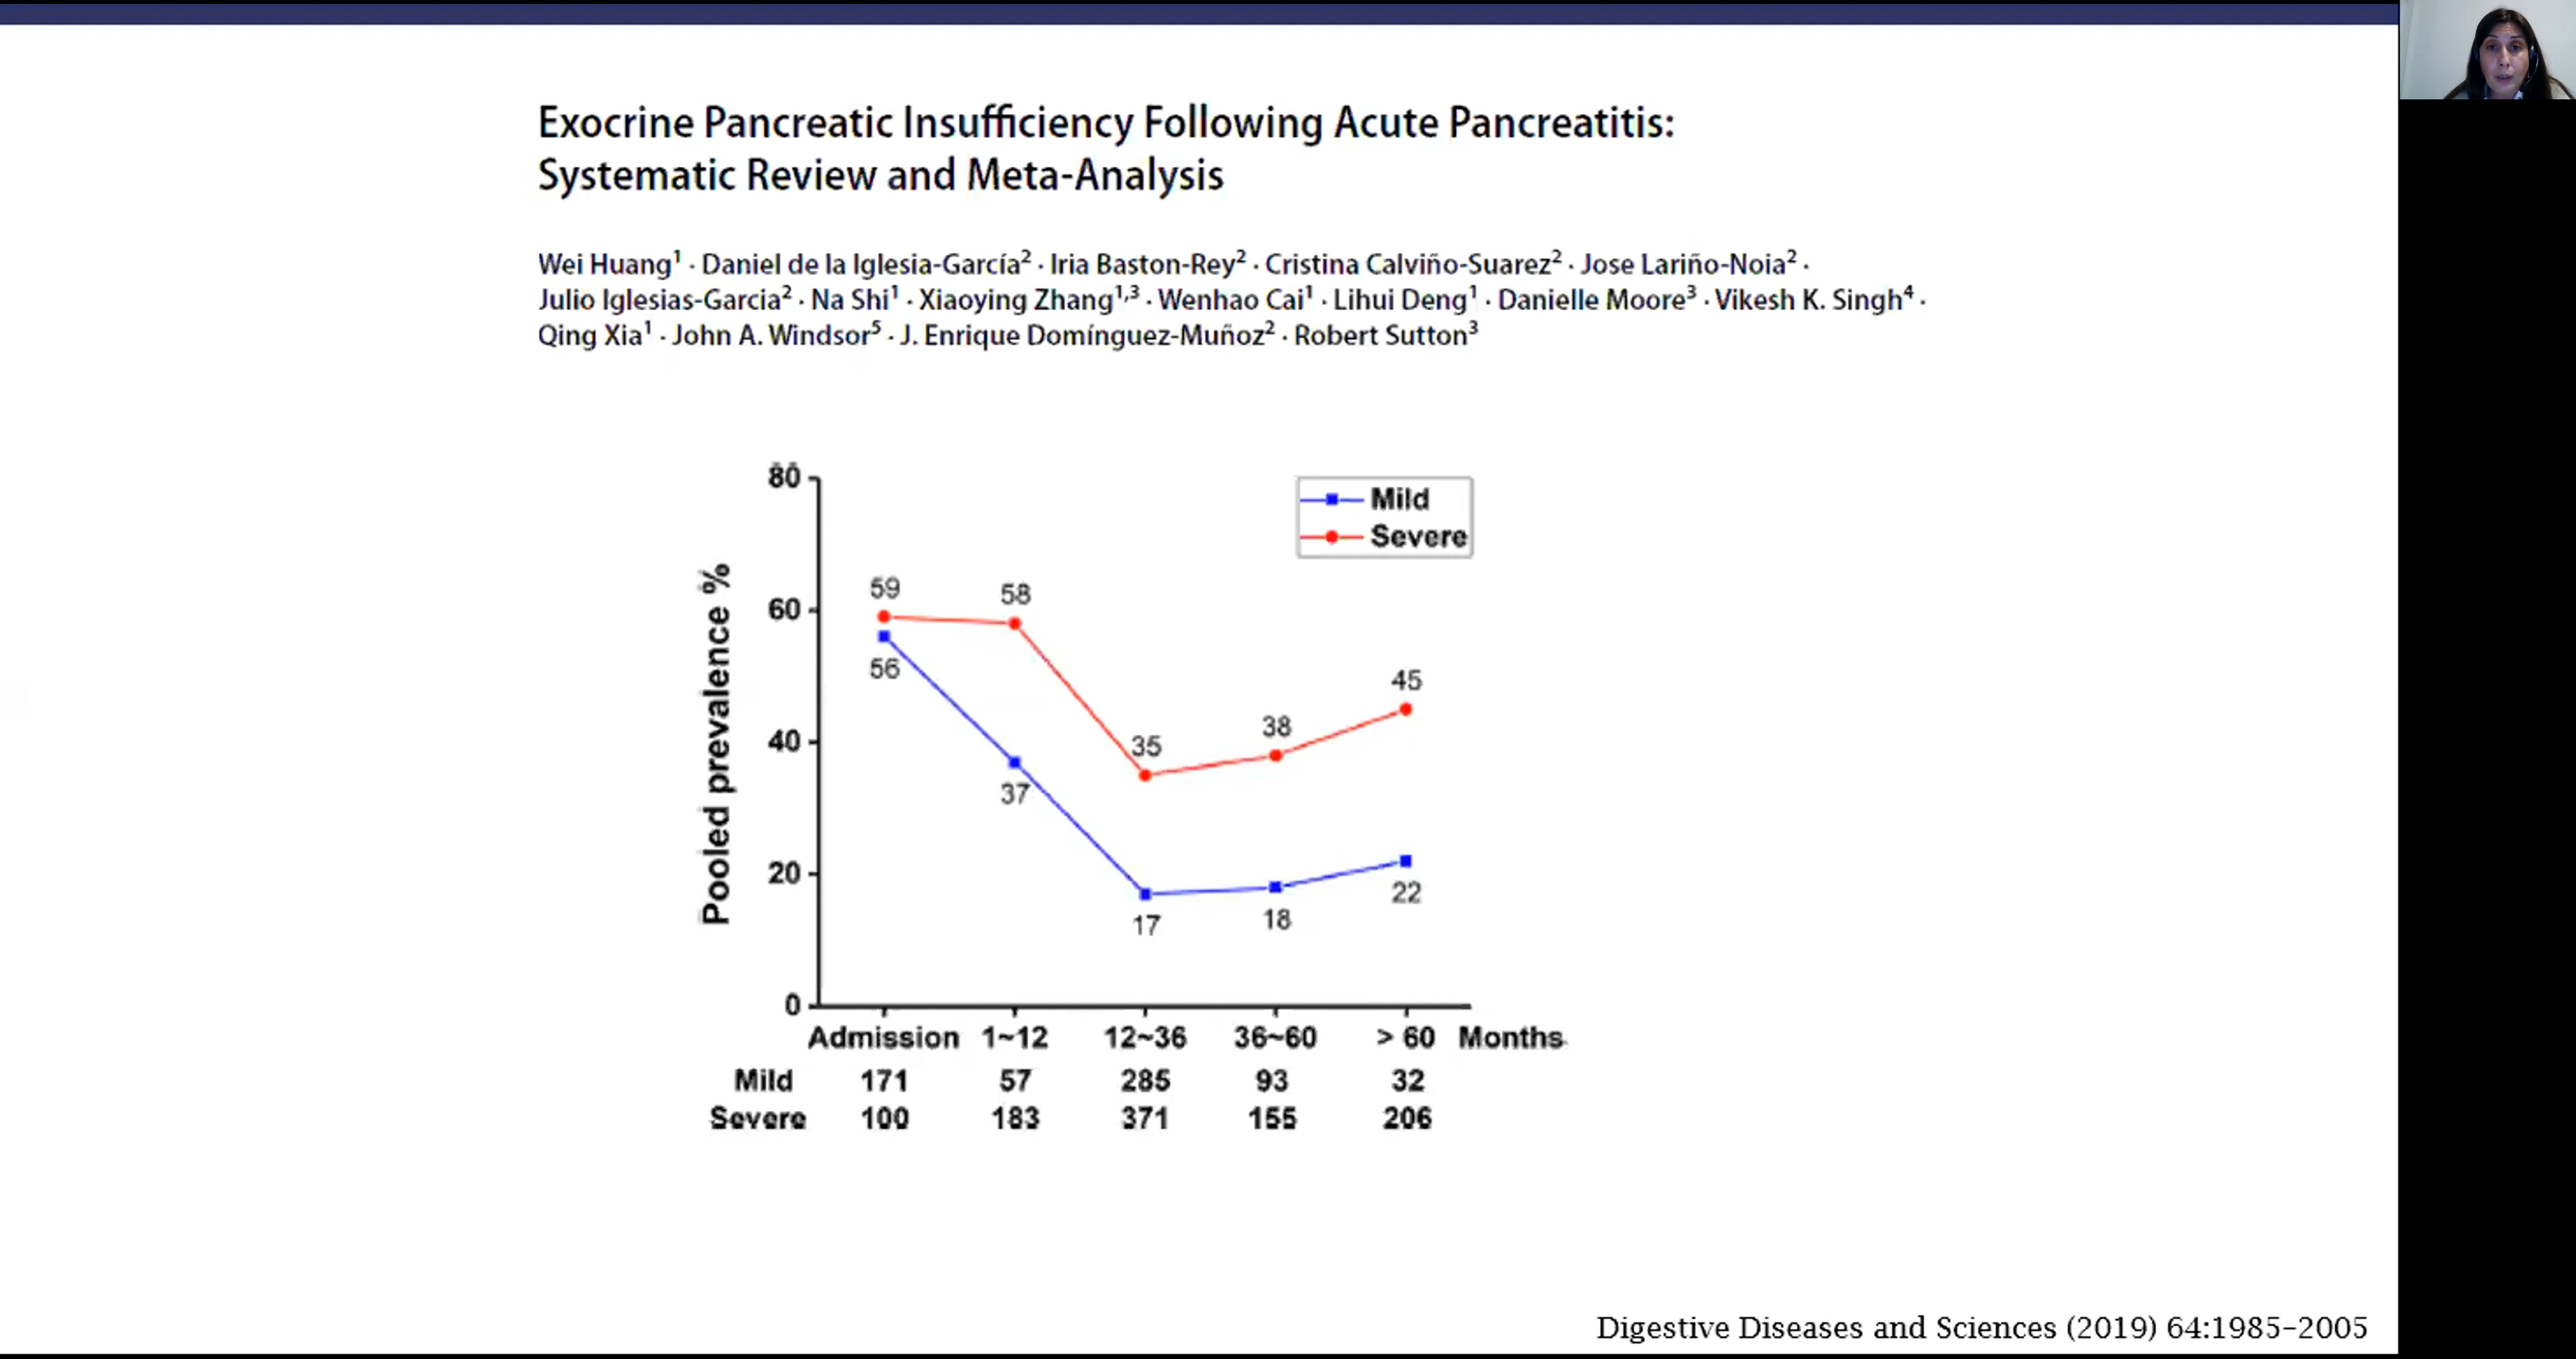 Exocrine Pancreatic Insufficiency Following Acute Pancreatitis:
Systematic Review and Meta-Analysis
Wei Huang¹ · Daniel de la Iglesia-García² · Iria Baston-Rey² · Cristina Calviño-Suarez² · Jose Lariño-Noia² ·
Julio Iglesias-Garcia² · Na Shi¹ · Xiaoying Zhang¹,³ · Wenhao Cai¹ · Lihui Deng¹ · Danielle Moore³ · Vikesh K. Singh⁴ ·
Qing Xia¹ · John A. Windsor⁵ · J. Enrique Domínguez-Muñoz² · Robert Sutton³
Pooled prevalence %
80
60
40
20
0
Mild
Severe
59
58
35
38
45
56
37
17
18
22
Admission 1~12 12~36 36~60 > 60 Months
Mild 171 57 285 93 32
Severe 100 183 371 155 206
Digestive Diseases and Sciences (2019) 64:1985–2005